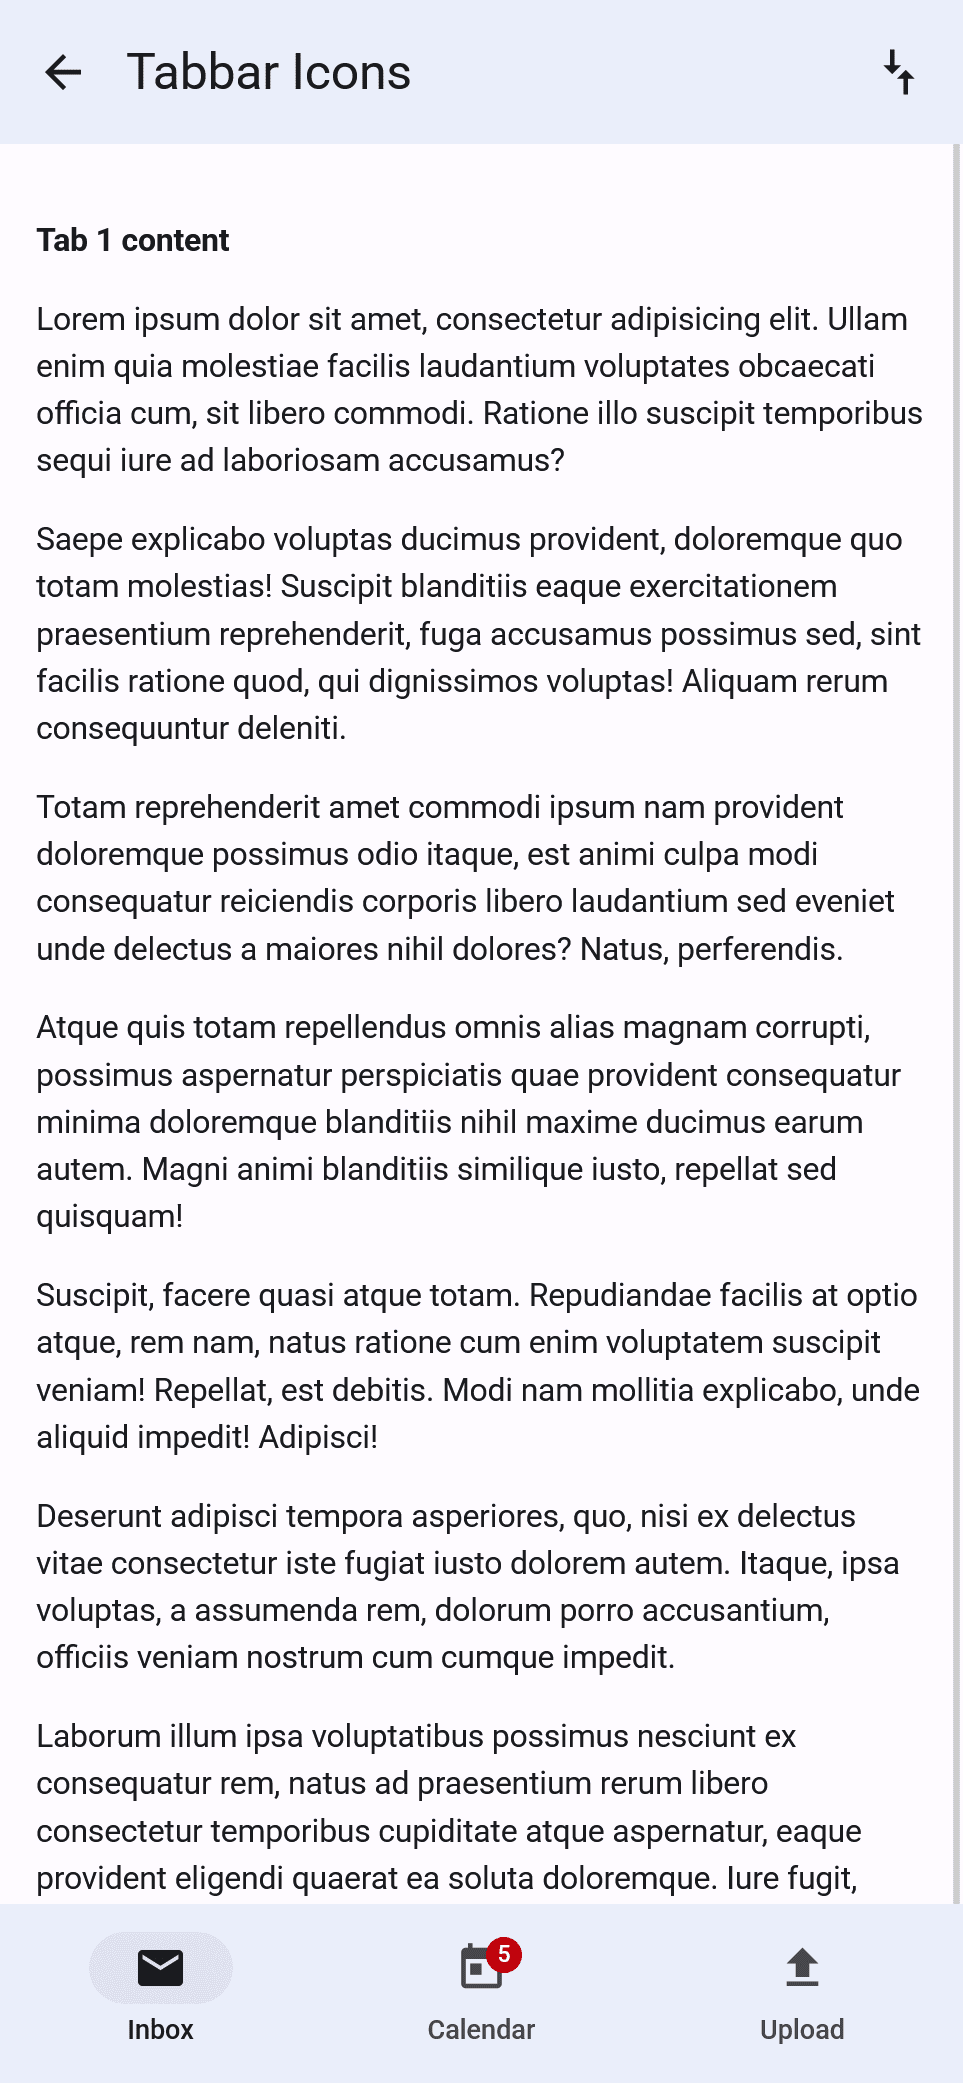 Tabbar Icons
Tab 1 content
Lorem ipsum dolor sit amet, consectetur adipisicing elit. Ullam
enim quia molestiae facilis laudantium voluptates obcaecati
officia cum, sit libero commodi. Ratione illo suscipit temporibus
sequi iure ad laboriosam accusamus?
Saepe explicabo voluptas ducimus provident, doloremque quo
totam molestias! Suscipit blanditiis eaque exercitationem
praesentium reprehenderit, fuga accusamus possimus sed, sint
facilis ratione quod, qui dignissimos voluptas! Aliquam rerum
consequuntur deleniti.
Totam reprehenderit amet commodi ipsum nam provident
doloremque possimus odio itaque, est animi culpa modi
consequatur reiciendis corporis libero laudantium sed eveniet
unde delectus a maiores nihil dolores? Natus, perferendis.
Atque quis totam repellendus omnis alias magnam corrupti,
possimus aspernatur perspiciatis quae provident consequatur
minima doloremque blanditiis nihil maxime ducimus earum
autem. Magni animi blanditiis similique iusto, repellat sed
quisquam!
Suscipit, facere quasi atque totam. Repudiandae facilis at optio
atque, rem nam, natus ratione cum enim voluptatem suscipit
veniam! Repellat, est debitis. Modi nam mollitia explicabo, unde
aliquid impedit! Adipisci!
Deserunt adipisci tempora asperiores, quo, nisi ex delectus
vitae consectetur iste fugiat iusto dolorem autem. Itaque, ipsa
voluptas, a assumenda rem, dolorum porro accusantium,
officiis veniam nostrum cum cumque impedit.
Laborum illum ipsa voluptatibus possimus nesciunt ex
consequatur rem, natus ad praesentium rerum libero
consectetur temporibus cupiditate atque aspernatur, eaque
provident eligendi quaerat ea soluta doloremque. Iure fugit,
5
Inbox
Calendar
Upload